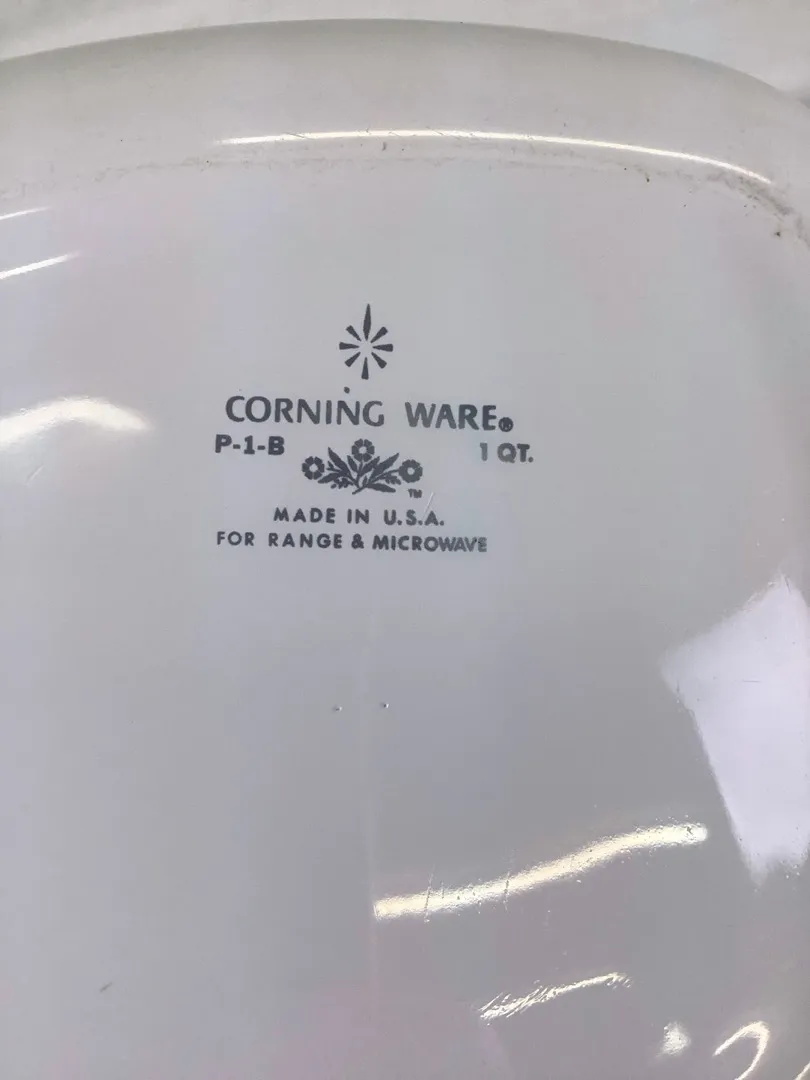 CORNING WARE®
P-1-B 1 QT.
TM
MADE IN U.S.A.
FOR RANGE & MICROWAVE